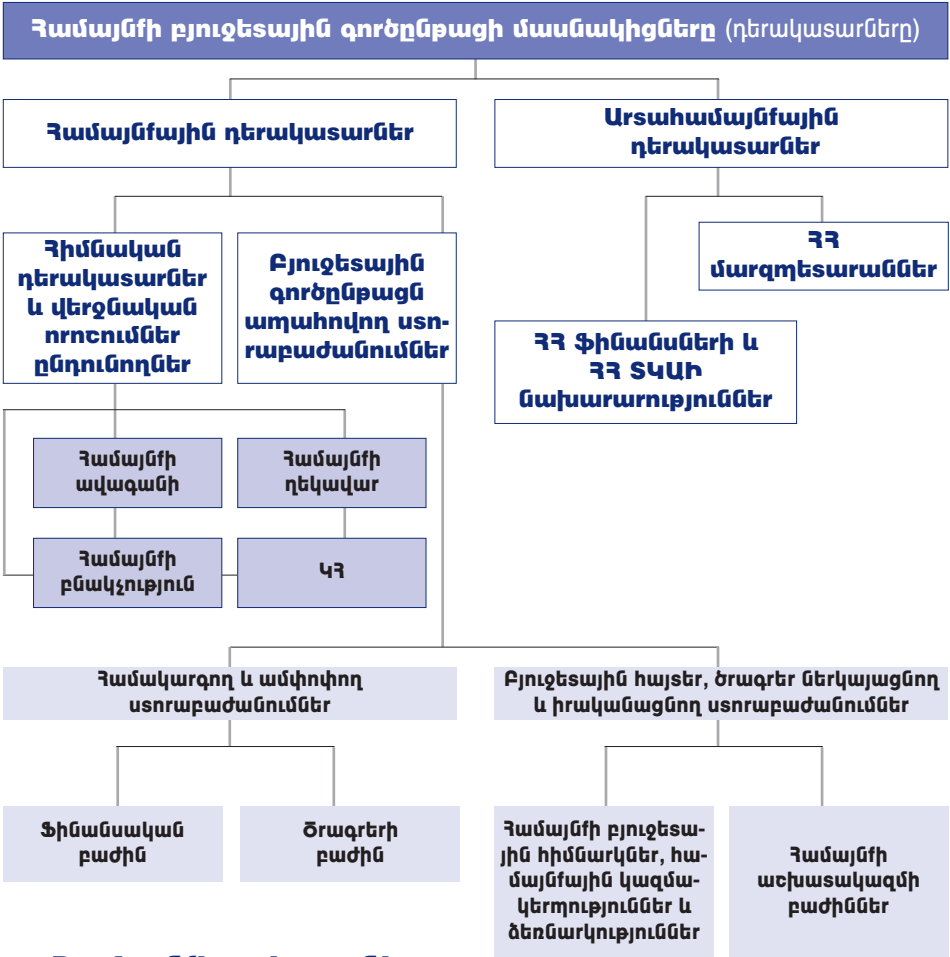 Համայնքի բյուջետային գործընթացի մասնակիցները (դերակատարները)
Համայնքային դերակատարներ
Արտահամայնքային
դերակատարներ
Հիմնական
դերակատարներ
և վերջնական
որոշումներ
ընդունողներ
Բյուջետային
գործընթացն
ապահովող ստո-
րաբաժանումներ
ՀՀ
մարզպետարաններ
ՀՀ ֆինանսների և
ՀՀ ՏԿԱԻ
նախարարություններ
Համայնքի
ավագանի
Համայնքի
ղեկավար
Համայնքի
բնակչություն
ԿՀ
Համակարգող և ամփոփող
ստորաբաժանումներ
Բյուջետային հայտեր, ծրագրեր ներկայացնող
և իրականացնող ստորաբաժանումներ
Ֆինանսական
բաժին
Ծրագրերի
բաժին
Համայնքի բյուջետա-
յին հիմնարկներ, հա-
մայնքային կազմա-
կերպություններ և
ձեռնարկություններ
Համայնքի
աշխատակազմի
բաժիններ